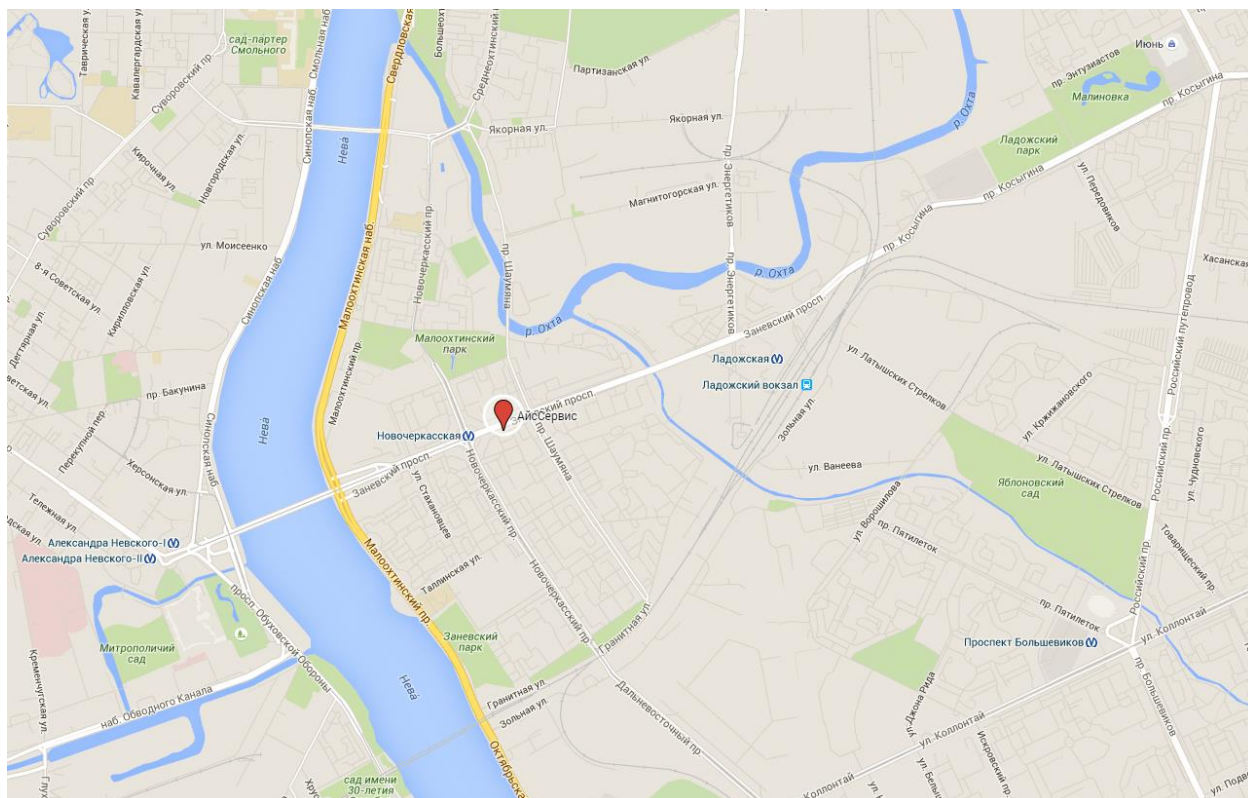 Таврическая ул.
Кавалергардская ул.
сад-партер
Смольного
Смольная наб.
Свердловская
Большеохт
Среднеохтинский пр.
Партизанская ул.
Июнь
пр. Энтузиастов
Малиновка
пр. Косыгина
Суворовский пр.
Синопская наб.
Нева
Якорная ул.
Якорная ул.
р. Охта
Ладожский
парк
Кирочная ул.
Новгородская ул.
пр. Энергетиков
Магнитогорская ул.
пр. Косыгина
ул. Передовиков
Суворовский пр.
ул. Моисеенко
Малоохтинская наб.
Новочеркасский пр.
пр. Шаумяна
пр. Косыгина
Хасанская
8-я Советская ул.
Кирилловская ул.
Синопская наб
р. Охта
пр. Энергетиков
Российский путепровод
Дегтярная ул.
р. Охта
Заневский просп.
Малоохтинский
парк
Малоохтинский пр.
Ладожская
ул. Латышских Стрелков
Ладожский вокзал
ветская ул.
пр. Бакунина
Зольная ул.
ул. Кржижановского
Перекупной пер
Синопская наб
Нева
АйсСервис
Заневский просп.
Новочеркасская
пр. Шаумяна
Российский пр.
ул. Чудновского
Херсонская ул.
Заневский просп.
ул. Стахановцев
Новочеркасский пр.
ул. Ванеева
ул. Латышских Стрелков
Яблоновский
сад
Тележная ул.
ул. Ворошилова
пр. Пятилеток
Товарищеский пр.
Александра Невского-I
Александра Невского-II
Малоохтинский пр.
Таллинская ул.
Новочеркасский пр.
Российский пр.
просп. Обуховской Обороны
пр. Пятилеток
ул. Коллонтай
Митрополичий
сад
Заневский
парк
Гранитная ул.
Проспект Большевиков
Кременчугская ул.
Нева
Гранитная ул.
Зольная ул.
Дальневосточный пр.
ул. Джона Рида
пр. Большевиков
наб. Обводного Канала
ул. Коллонтай
Искровский пр.
Октябрьская
сад имени
30-летия
Коллонтай